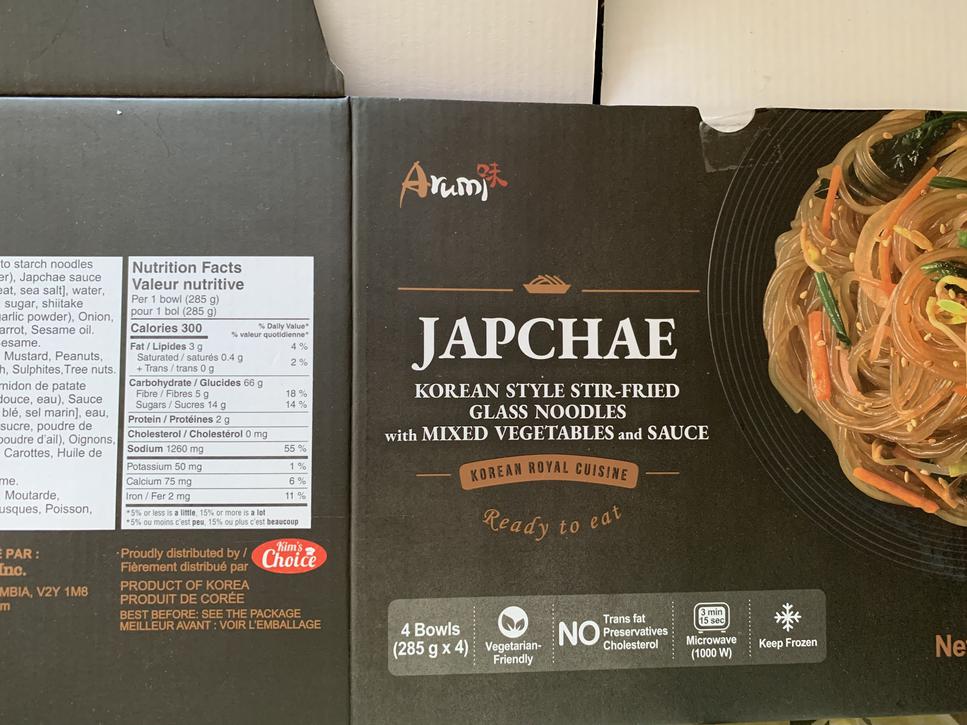 to starch noodles
er), Japchae sauce
eat, sea salt], water,
sugar, shiitake
garlic powder), Onion,
arrot, Sesame oil.
esame.
Mustard, Peanuts,
h, Sulphites,Tree nuts.
midon de patate
douce, eau), Sauce
blé, sel marin], eau,
sucre, poudre de
poudre d'ail), Oignons,
Carottes, Huile de
me.
Moutarde,
usques, Poisson,
Nutrition Facts
Valeur nutritive
Per 1 bowl (285 g)
pour 1 bol (285 g)
Calories 300
% Daily Value*
% valeur quotidienne*
Fat / Lipides 3 g 4 %
Saturated / saturés 0.4 g
+ Trans / trans 0 g 2 %
Carbohydrate / Glucides 66 g
Fibre / Fibres 5 g 18 %
Sugars / Sucres 14 g 14 %
Protein / Protéines 2 g
Cholesterol / Cholestérol 0 mg
Sodium 1260 mg 55 %
Potassium 50 mg 1 %
Calcium 75 mg 6 %
Iron / Fer 2 mg 11 %
*5% or less is a little, 15% or more is a lot
*5% ou moins c'est peu, 15% ou plus c'est beaucoup
E PAR :
Inc.
MBIA, V2Y 1M8
m
Proudly distributed by /
Fièrement distribué par
Kim's
Choice
PRODUCT OF KOREA
PRODUIT DE CORÉE
BEST BEFORE: SEE THE PACKAGE
MEILLEUR AVANT : VOIR L'EMBALLAGE
Arumi味
JAPCHAE
KOREAN STYLE STIR-FRIED
GLASS NOODLES
with MIXED VEGETABLES and SAUCE
KOREAN ROYAL CUISINE
Ready to eat
4 Bowls
(285 g x 4)
Vegetarian-
Friendly
NO
Trans fat
Preservatives
Cholesterol
3 min
15 sec
Microwave
(1000 W)
Keep Frozen
Ne